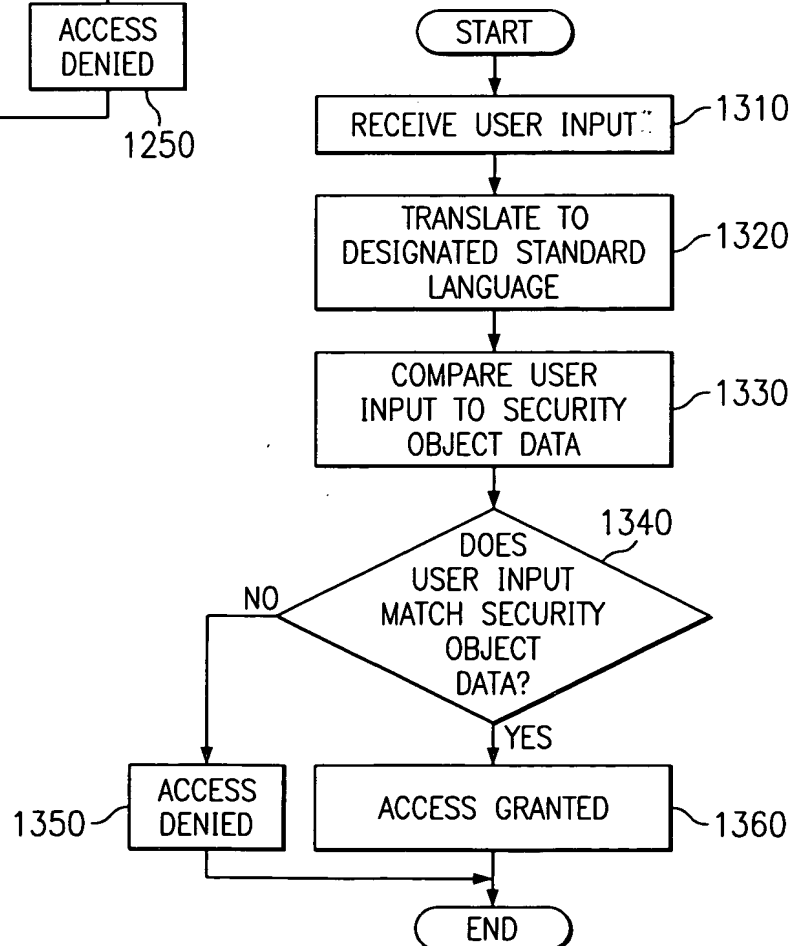 ACCESS
DENIED
1250
START
RECEIVE USER INPUT
1310
TRANSLATE TO
DESIGNATED STANDARD
LANGUAGE
1320
COMPARE USER
INPUT TO SECURITY
OBJECT DATA
1330
1340
DOES
USER INPUT
MATCH SECURITY
OBJECT
DATA?
NO
YES
ACCESS
DENIED
1350
ACCESS GRANTED
1360
END